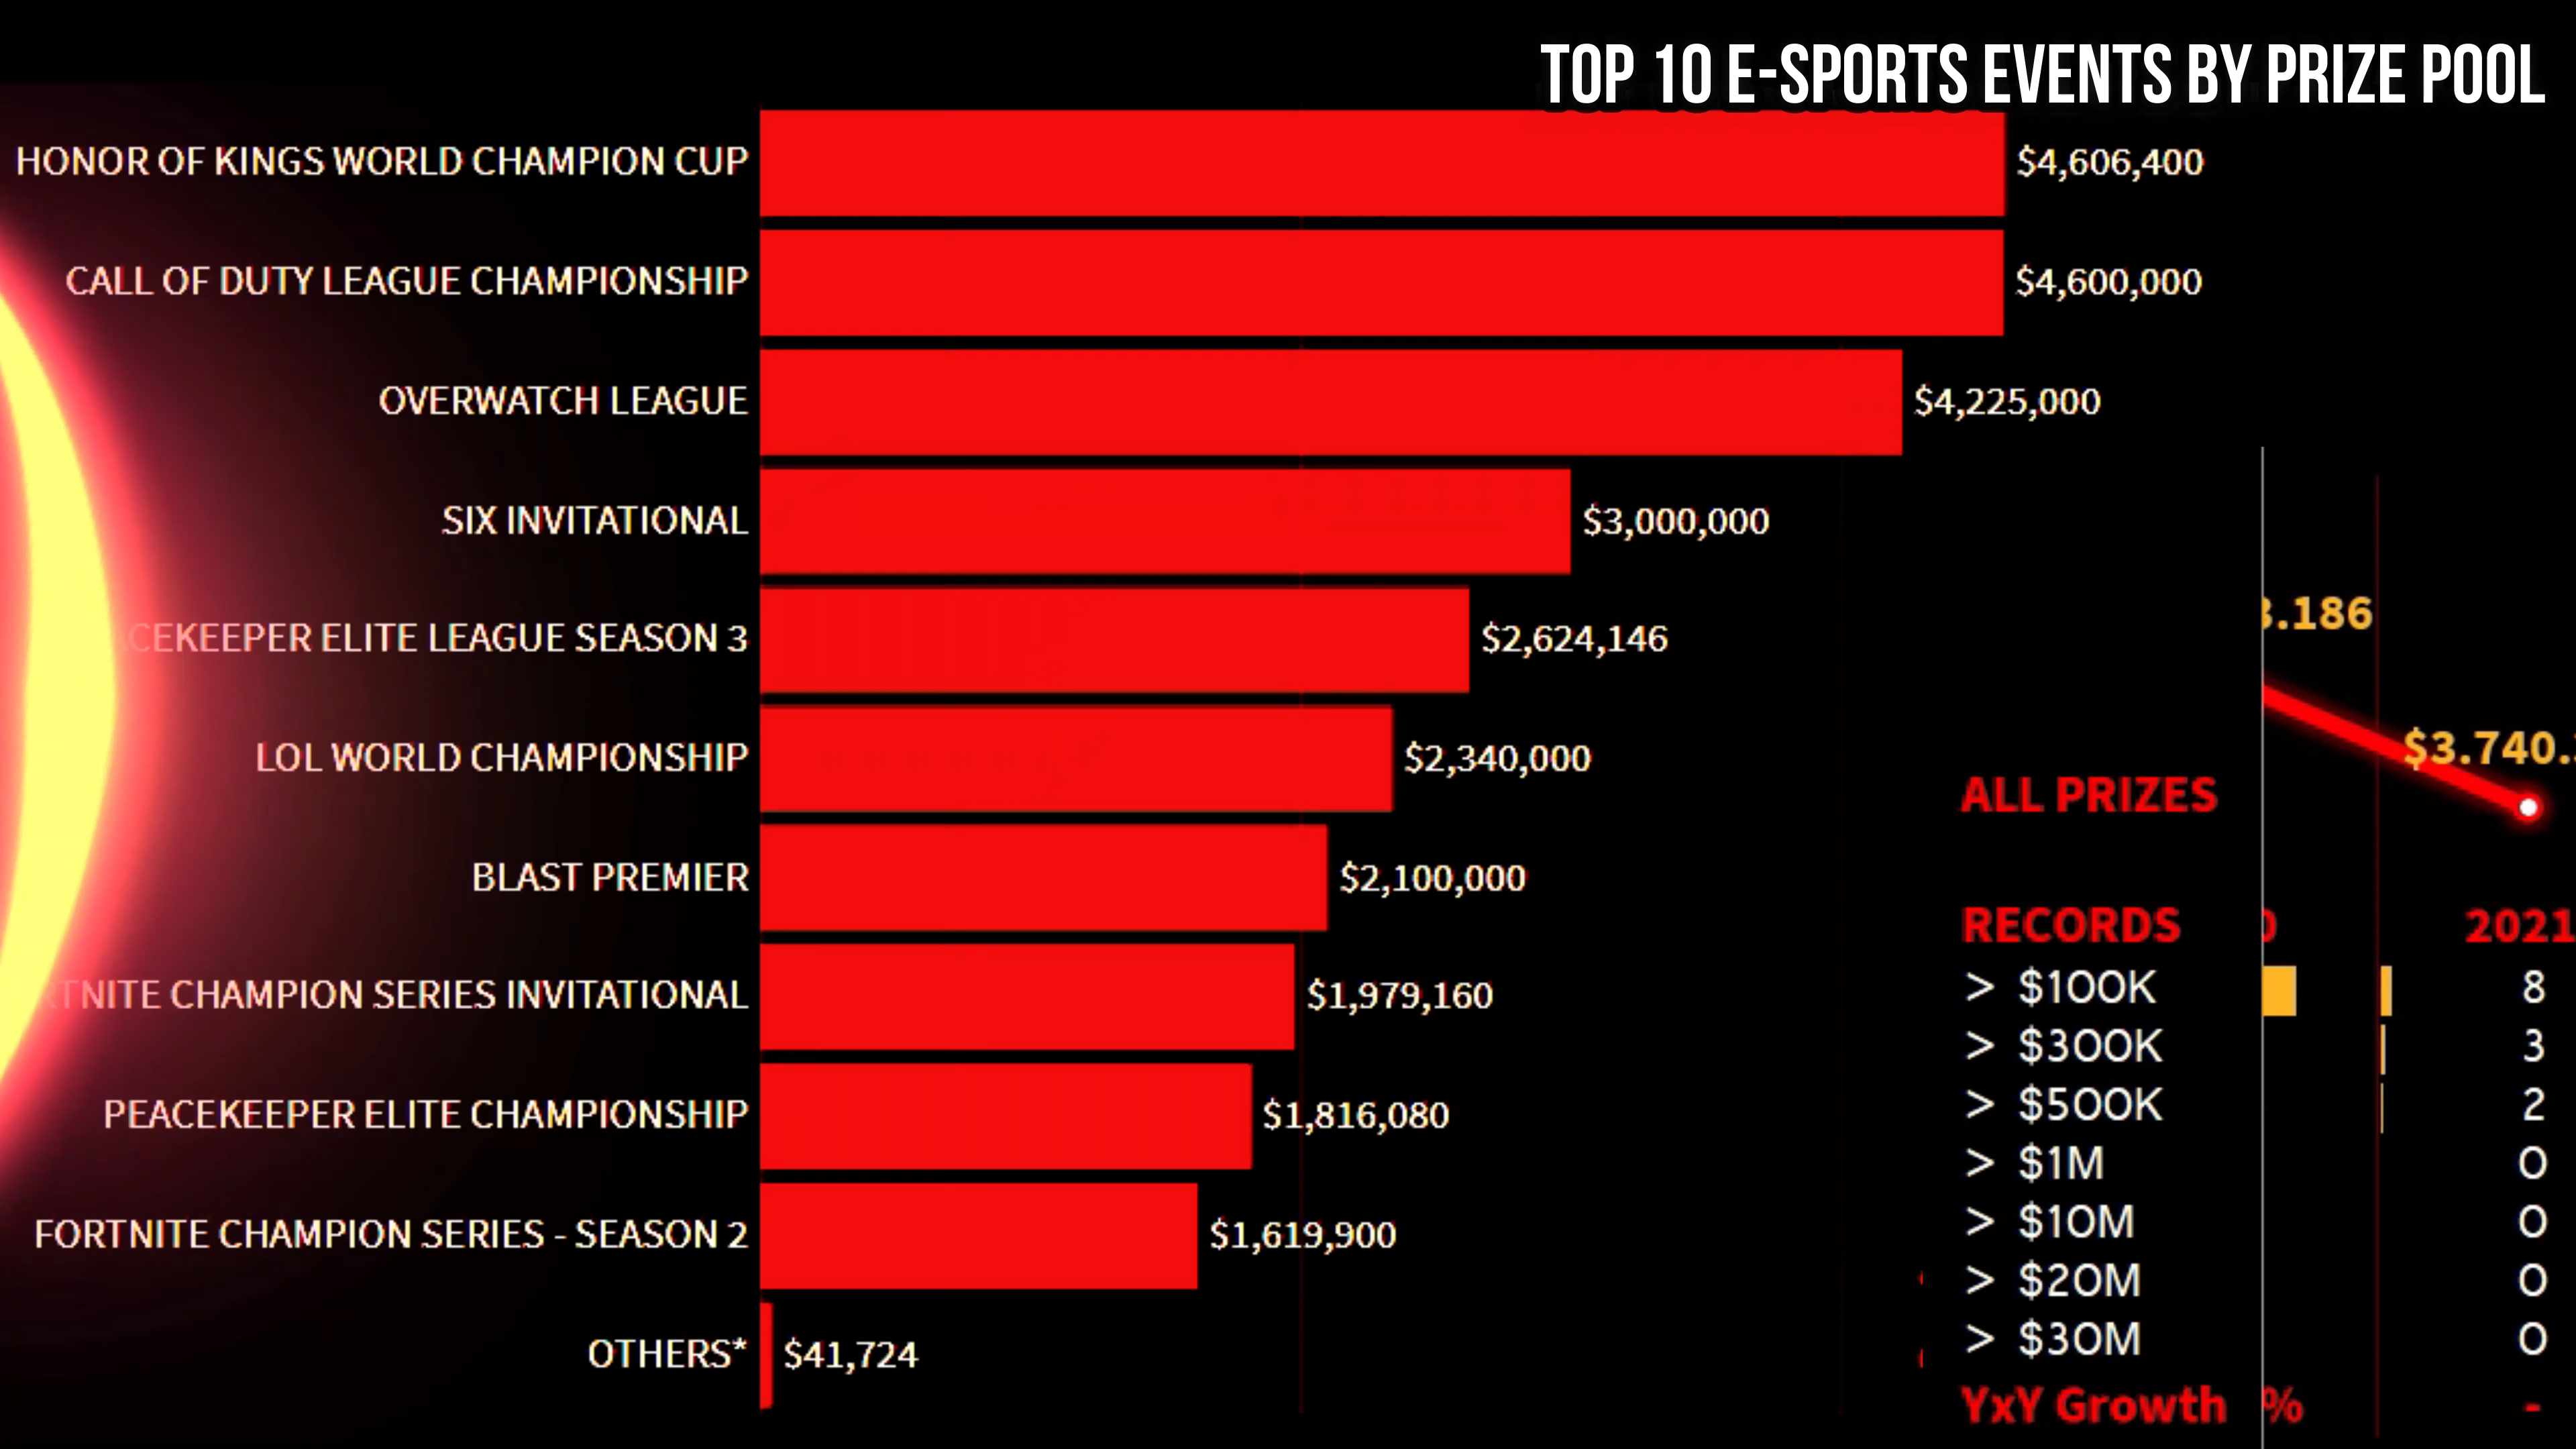 TOP 10 E-SPORTS EVENTS BY PRIZE POOL
HONOR OF KINGS WORLD CHAMPION CUP $4,606,400
CALL OF DUTY LEAGUE CHAMPIONSHIP $4,600,000
OVERWATCH LEAGUE $4,225,000
SIX INVITATIONAL $3,000,000
ELITE LEAGUE SEASON 3 $2,624,146
LOL WORLD CHAMPIONSHIP $2,340,000
BLAST PREMIER $2,100,000
CHAMPION SERIES INVITATIONAL $1,979,160
PEACEKEEPER ELITE CHAMPIONSHIP $1,816,080
FORTNITE CHAMPION SERIES - SEASON 2 $1,619,900
OTHERS* $41,724
.186
$3.740.
ALL PRIZES
RECORDS 2021
> $100K 8
> $300K 3
> $500K 2
> $1M 0
> $10M 0
> $20M 0
> $30M 0
YxY Growth % -